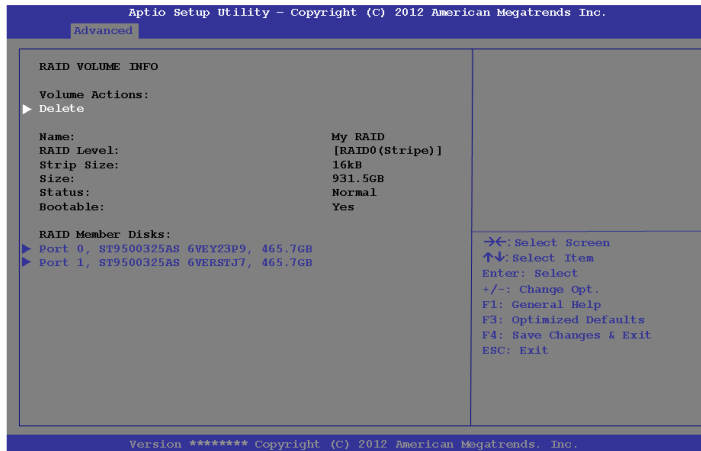 Aptio Setup Utility – Copyright (C) 2012 American Megatrends Inc.
Advanced
RAID VOLUME INFO
Volume Actions:
▶ Delete
Name: My RAID
RAID Level: [RAID0(Stripe)]
Strip Size: 16kB
Size: 931.5GB
Status: Normal
Bootable: Yes
RAID Member Disks:
▶ Port 0, ST9500325AS 6VEY23P9, 465.7GB
▶ Port 1, ST9500325AS 6VERSTJ7, 465.7GB
→←: Select Screen
↑↓: Select Item
Enter: Select
+/-: Change Opt.
F1: General Help
F3: Optimized Defaults
F4: Save Changes & Exit
ESC: Exit
Version ******** Copyright (C) 2012 American Megatrends. Inc.